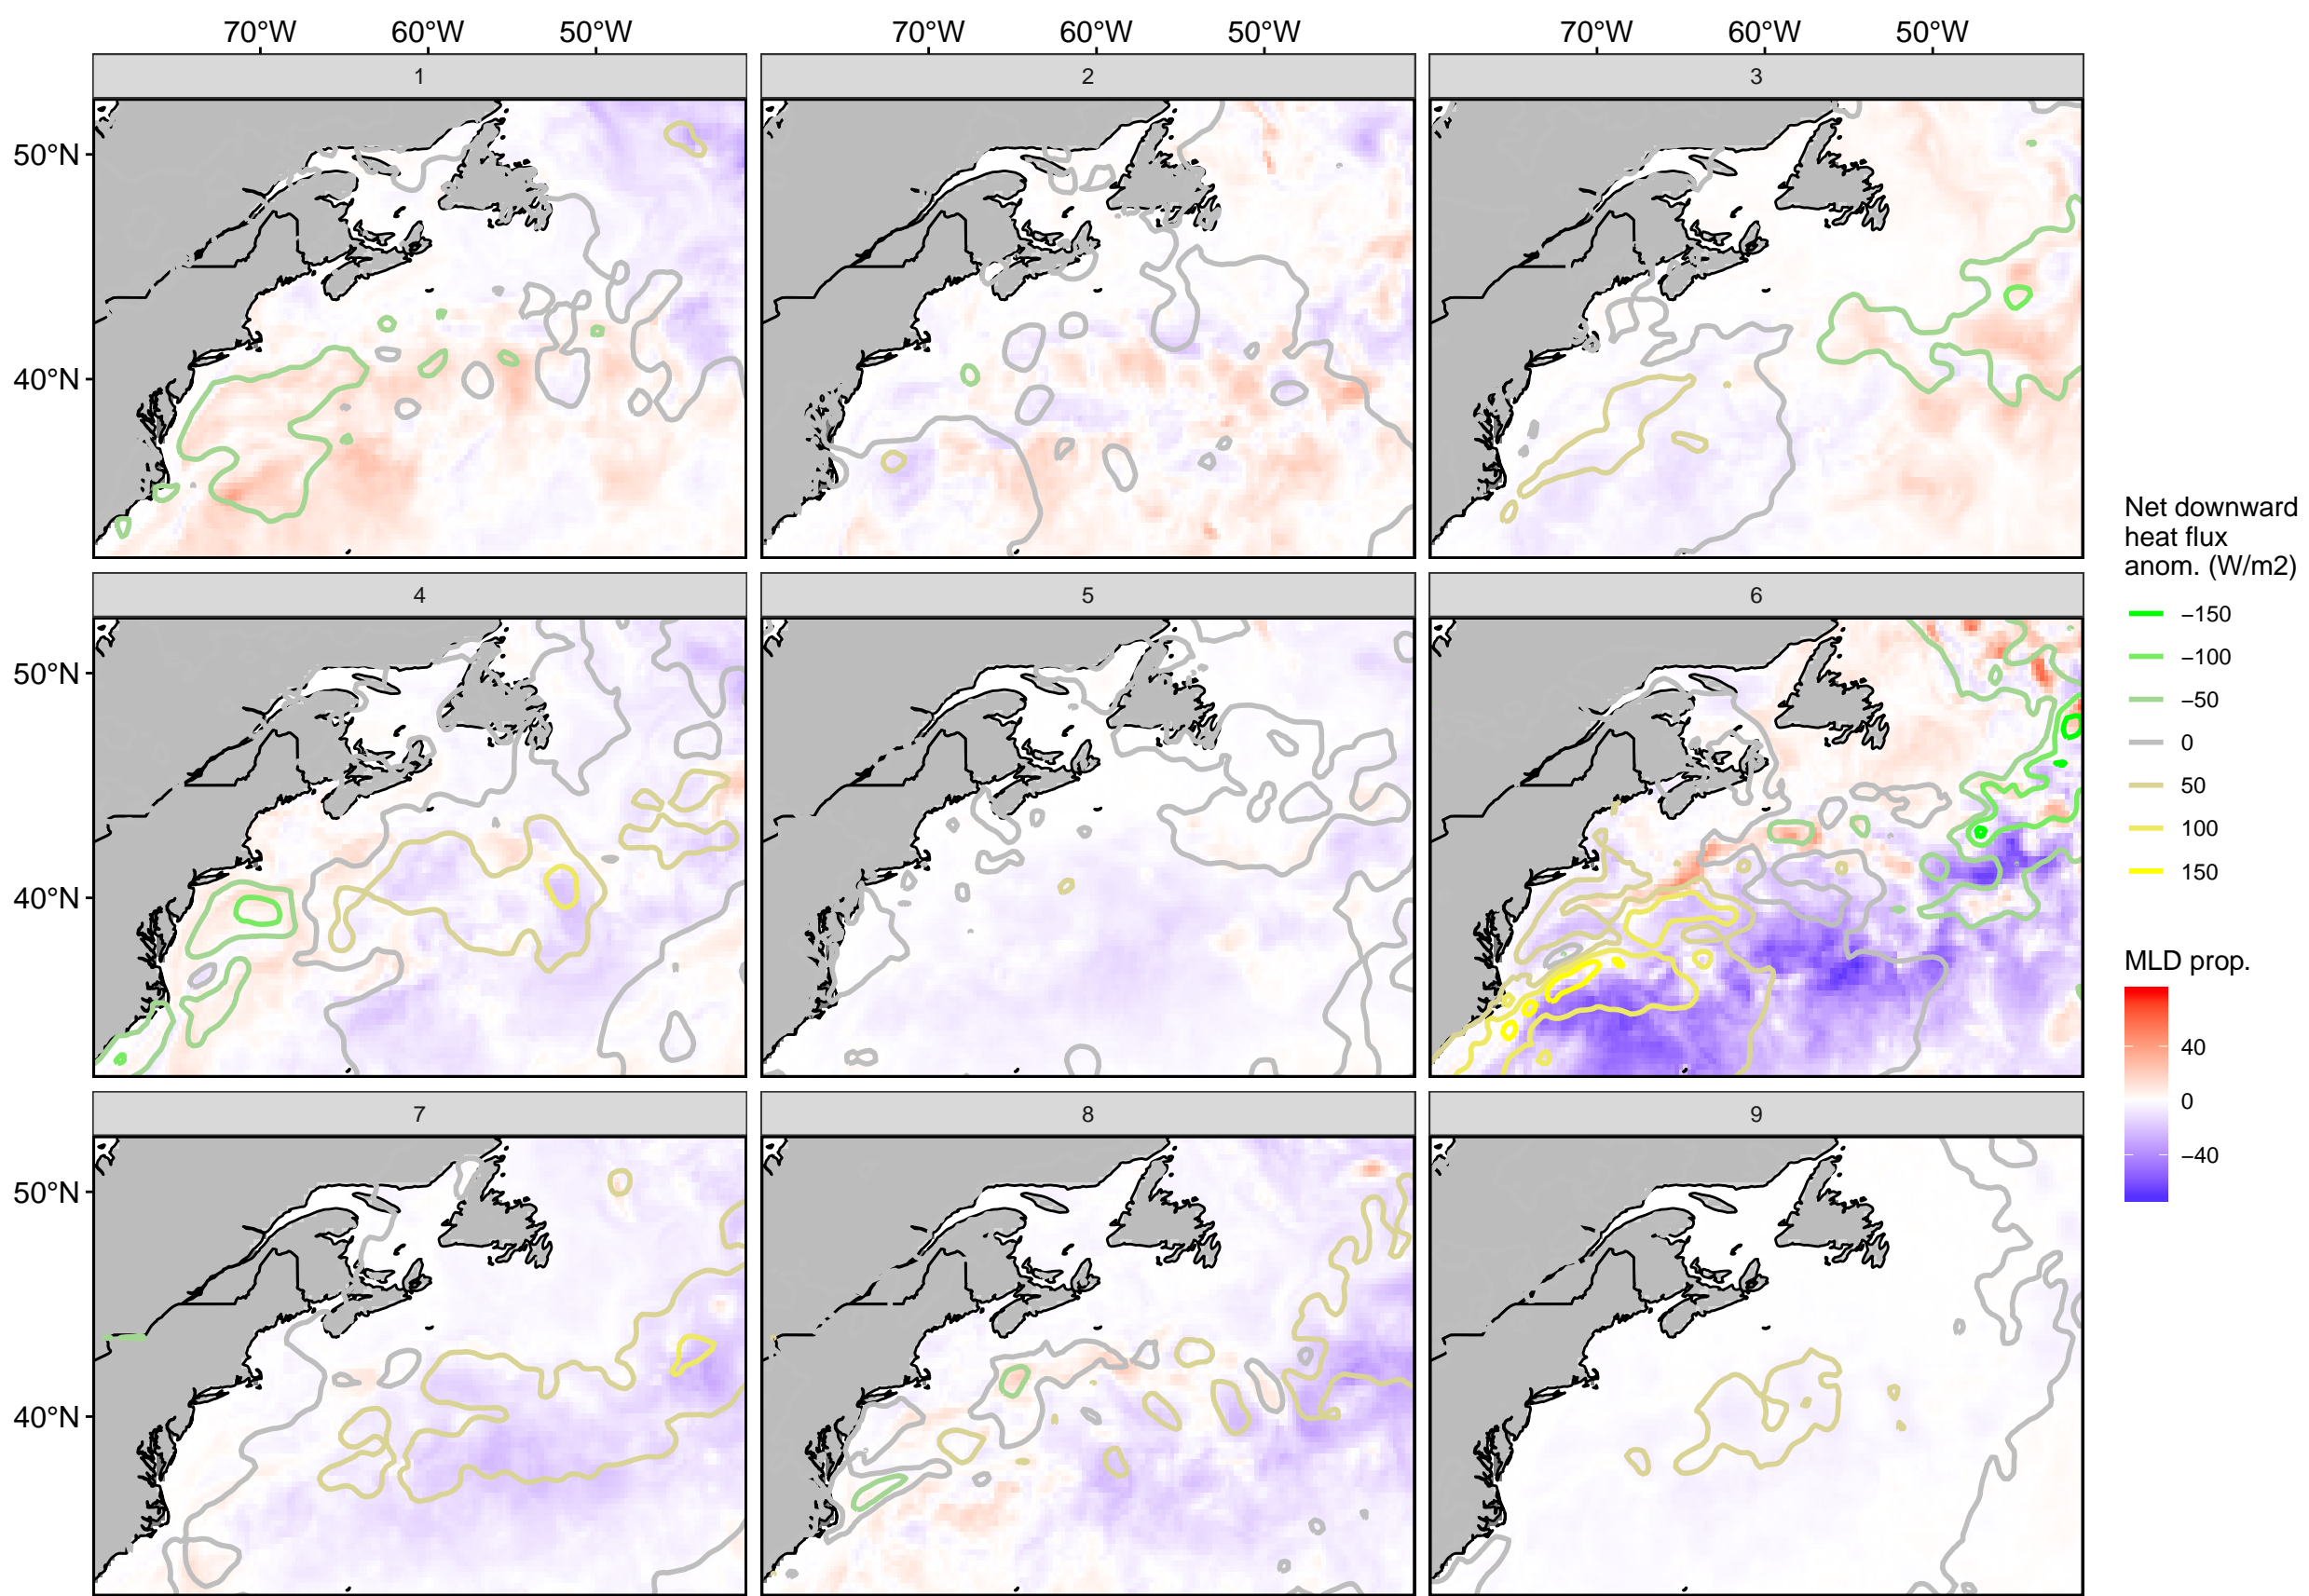 70°W 60°W 50°W 70°W 60°W 50°W 70°W 60°W 50°W
1 2 3
50°N
40°N
4 5 6
50°N
40°N
7 8 9
50°N
40°N
Net downward
heat flux
anom. (W/m2)
−150
−100
−50
0
50
100
150
MLD prop.
40
0
−40